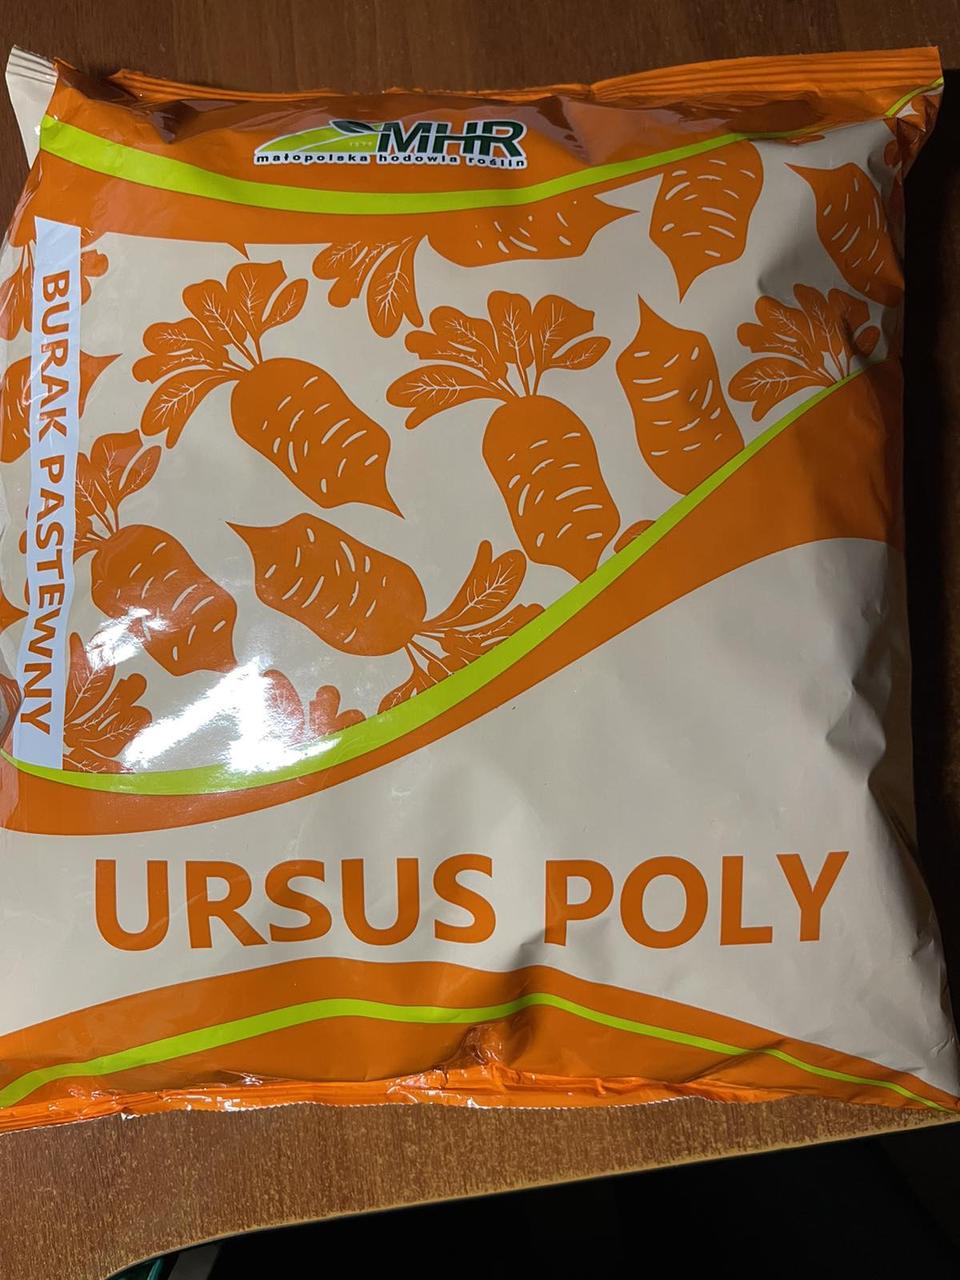 MHR
małopolska hodowla roślin
BURAK PASTEWNY
URSUS POLY